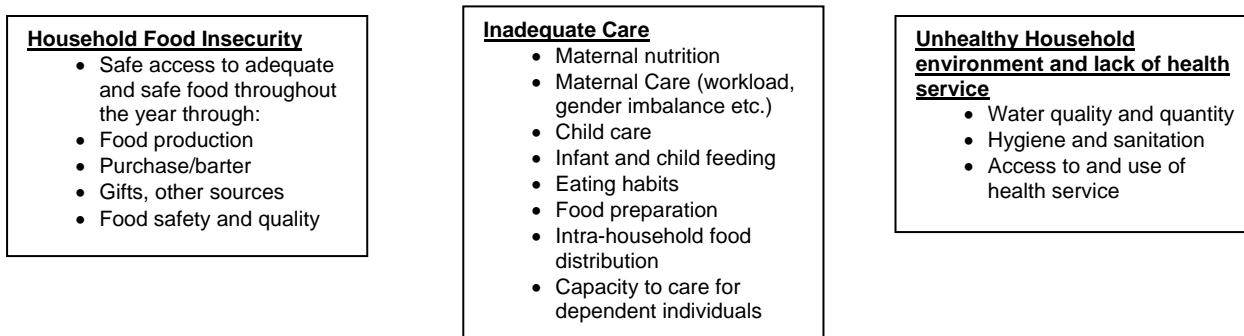 Household Food Insecurity
• Safe access to adequate
and safe food throughout
the year through:
• Food production
• Purchase/barter
• Gifts, other sources
• Food safety and quality
Inadequate Care
• Maternal nutrition
• Maternal Care (workload,
gender imbalance etc.)
• Child care
• Infant and child feeding
• Eating habits
• Food preparation
• Intra-household food
distribution
• Capacity to care for
dependent individuals
Unhealthy Household
environment and lack of health
service
• Water quality and quantity
• Hygiene and sanitation
• Access to and use of
health service